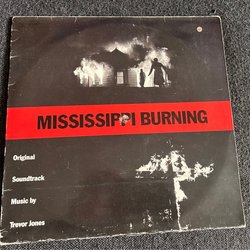 MISSISSIPPI BURNING
Original
Soundtrack
Music by
Trevor Jones